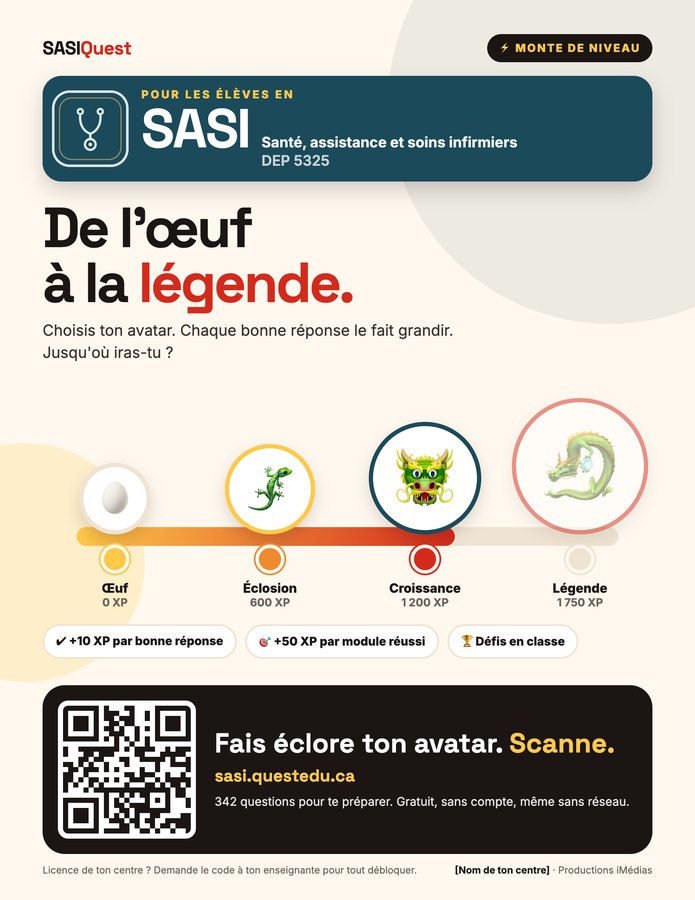 SASIQuest
⚡ MONTE DE NIVEAU
POUR LES ÉLÈVES EN
SASI
Santé, assistance et soins infirmiers
DEP 5325
De l'œuf
à la légende.
Choisis ton avatar. Chaque bonne réponse le fait grandir.
Jusqu'où iras-tu ?
Œuf
0 XP
Éclosion
600 XP
Croissance
1 200 XP
Légende
1 750 XP
✔ +10 XP par bonne réponse
🎯 +50 XP par module réussi
🏆 Défis en classe
Fais éclore ton avatar. Scanne.
sasi.questedu.ca
342 questions pour te préparer. Gratuit, sans compte, même sans réseau.
Licence de ton centre ? Demande le code à ton enseignante pour tout débloquer.
[Nom de ton centre] · Productions iMédias